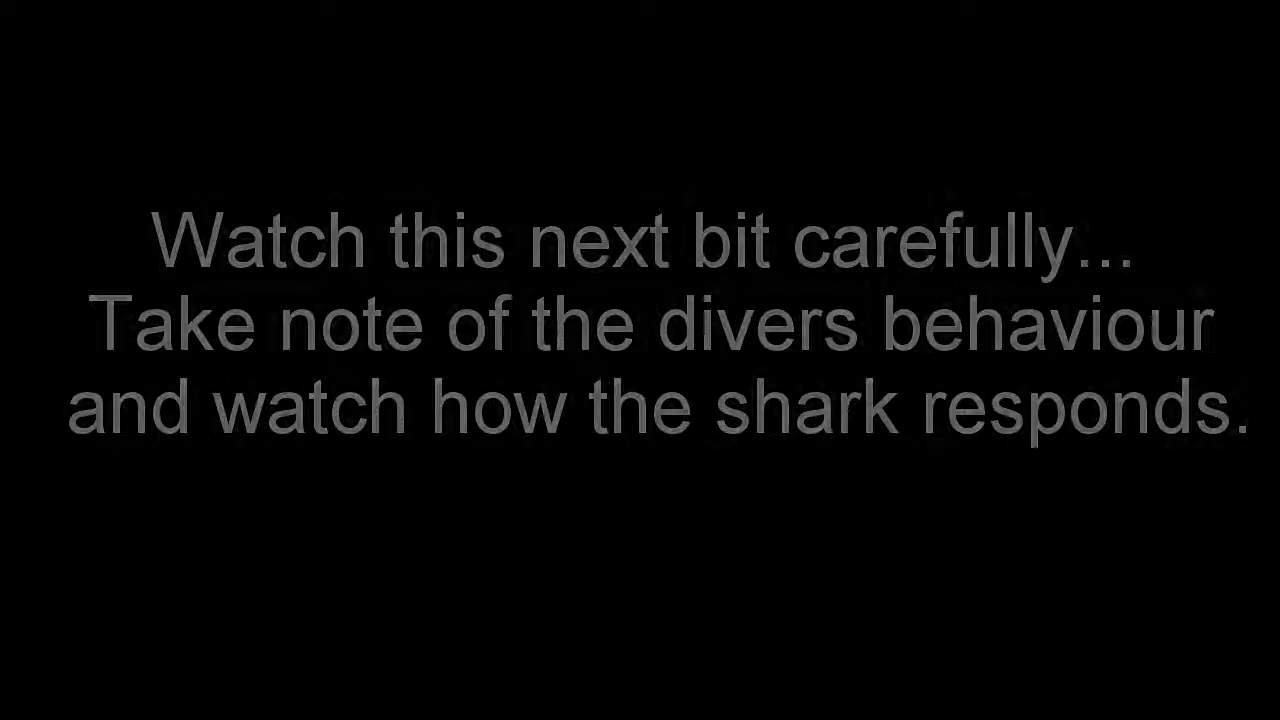 Watch this next bit carefully...
Take note of the divers behaviour
and watch how the shark responds.